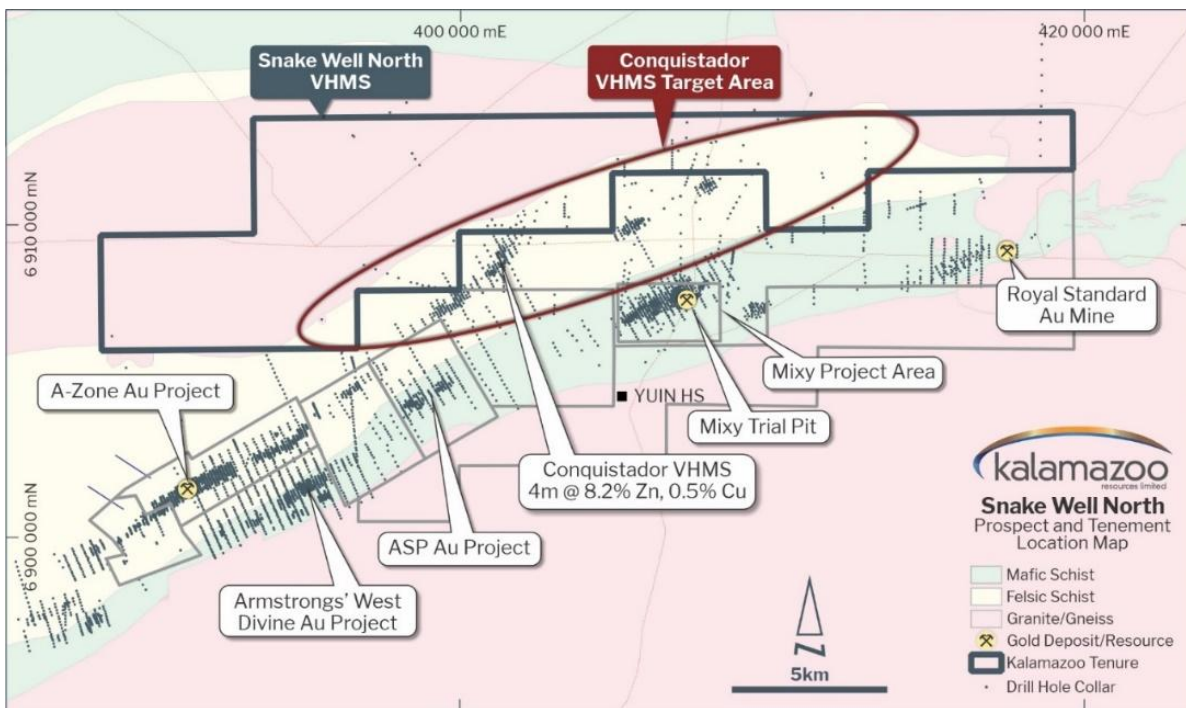 400 000 mE
420 000 mE
Snake Well North
VHMS
Conquistador
VHMS Target Area
6 910 000 mN
Royal Standard
Au Mine
A-Zone Au Project
Mixy Project Area
YUIN HS
Mixy Trial Pit
Conquistador VHMS
4m @ 8.2% Zn, 0.5% Cu
6 900 000 mN
ASP Au Project
Armstrongs' West
Divine Au Project
kalamazoo
resources limited
Snake Well North
Prospect and Tenement
Location Map
Mafic Schist
Felsic Schist
Granite/Gneiss
Gold Deposit/Resource
Kalamazoo Tenure
Drill Hole Collar
N
5km